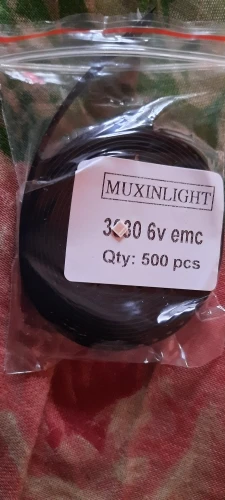 MUXINLIGHT
6v emc
Qty: 500 pcs